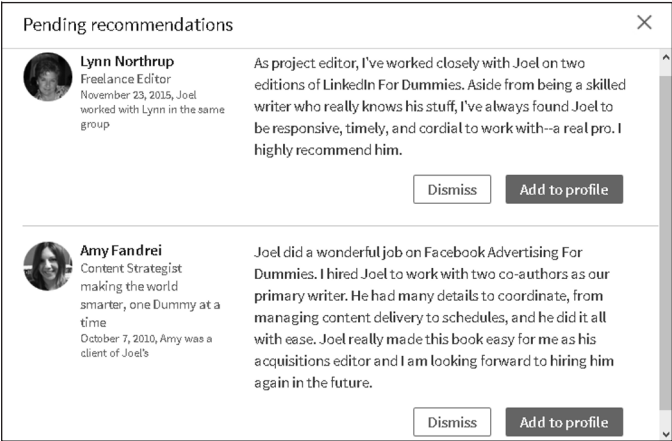 Pending recommendations
Lynn Northrup
Freelance Editor
November 23, 2015, Joel
worked with Lynn in the same
group
As project editor, I've worked closely with Joel on two
editions of LinkedIn For Dummies. Aside from being a skilled
writer who really knows his stuff, I've always found Joel to
be responsive, timely, and cordial to work with--a real pro. I
highly recommend him.
Dismiss
Add to profile
Amy Fandrei
Content Strategist
making the world
smarter, one Dummy at a
time
October 7, 2010, Amy was a
client of Joel's
Joel did a wonderful job on Facebook Advertising For
Dummies. I hired Joel to work with two co-authors as our
primary writer. He had many details to coordinate, from
managing content delivery to schedules, and he did it all
with ease. Joel really made this book easy for me as his
acquisitions editor and I am looking forward to hiring him
again in the future.
Dismiss
Add to profile